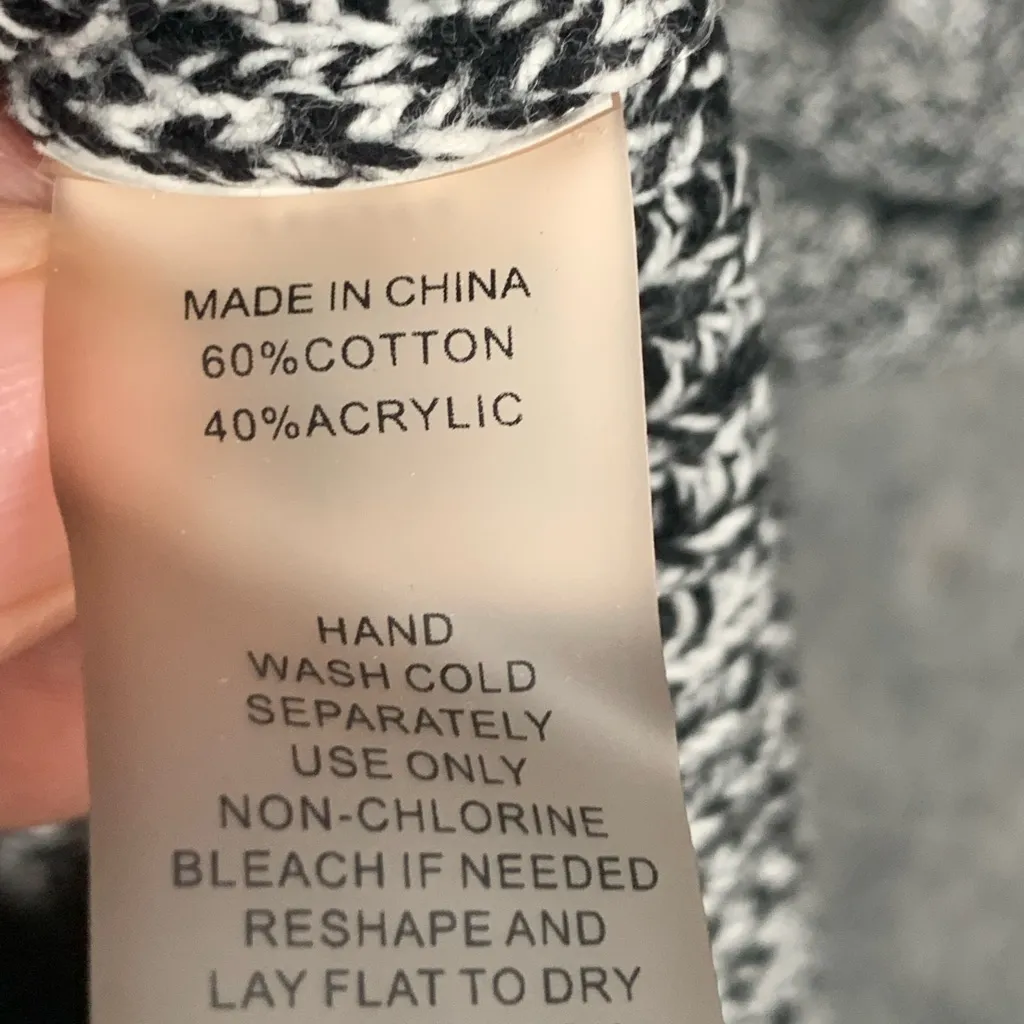 MADE IN CHINA
60%COTTON
40%ACRYLIC
HAND
WASH COLD
SEPARATELY
USE ONLY
NON-CHLORINE
BLEACH IF NEEDED
RESHAPE AND
LAY FLAT TO DRY